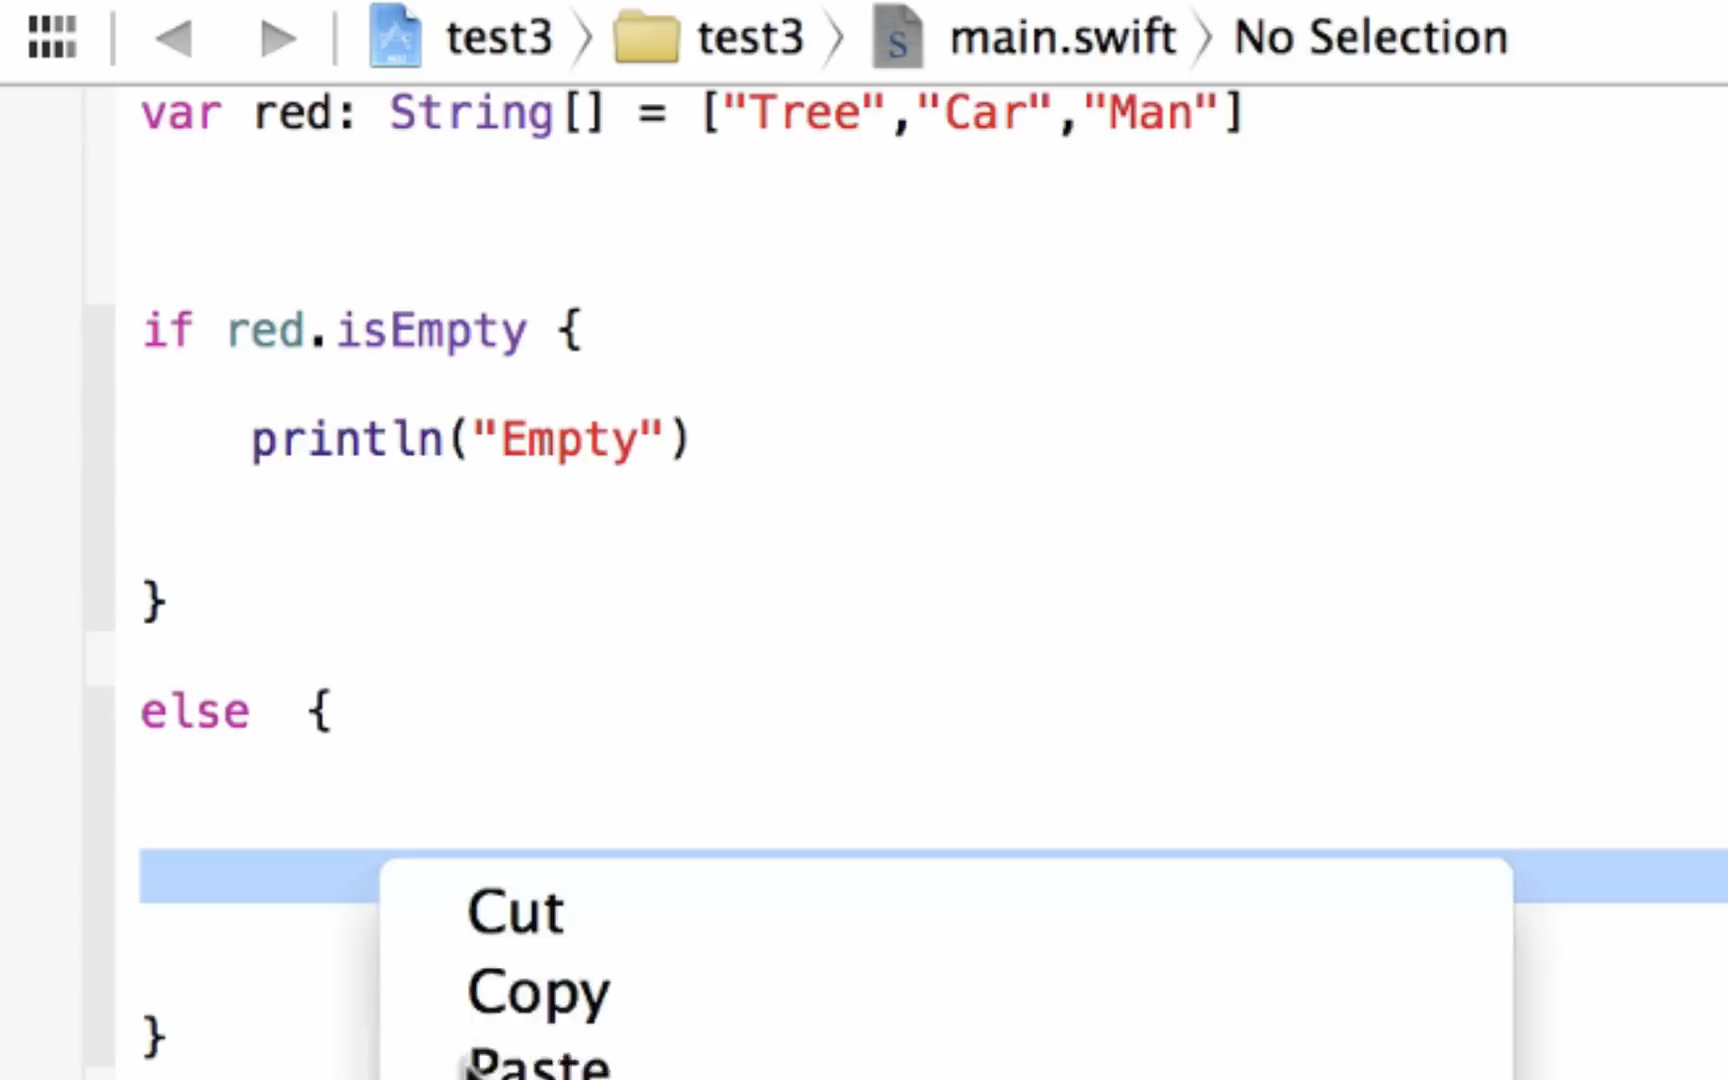 test3 test3 main.swift No Selection
var red: String[] = ["Tree","Car","Man"]
if red.isEmpty {
println("Empty")
}
else {
Cut
Copy
}
Paste